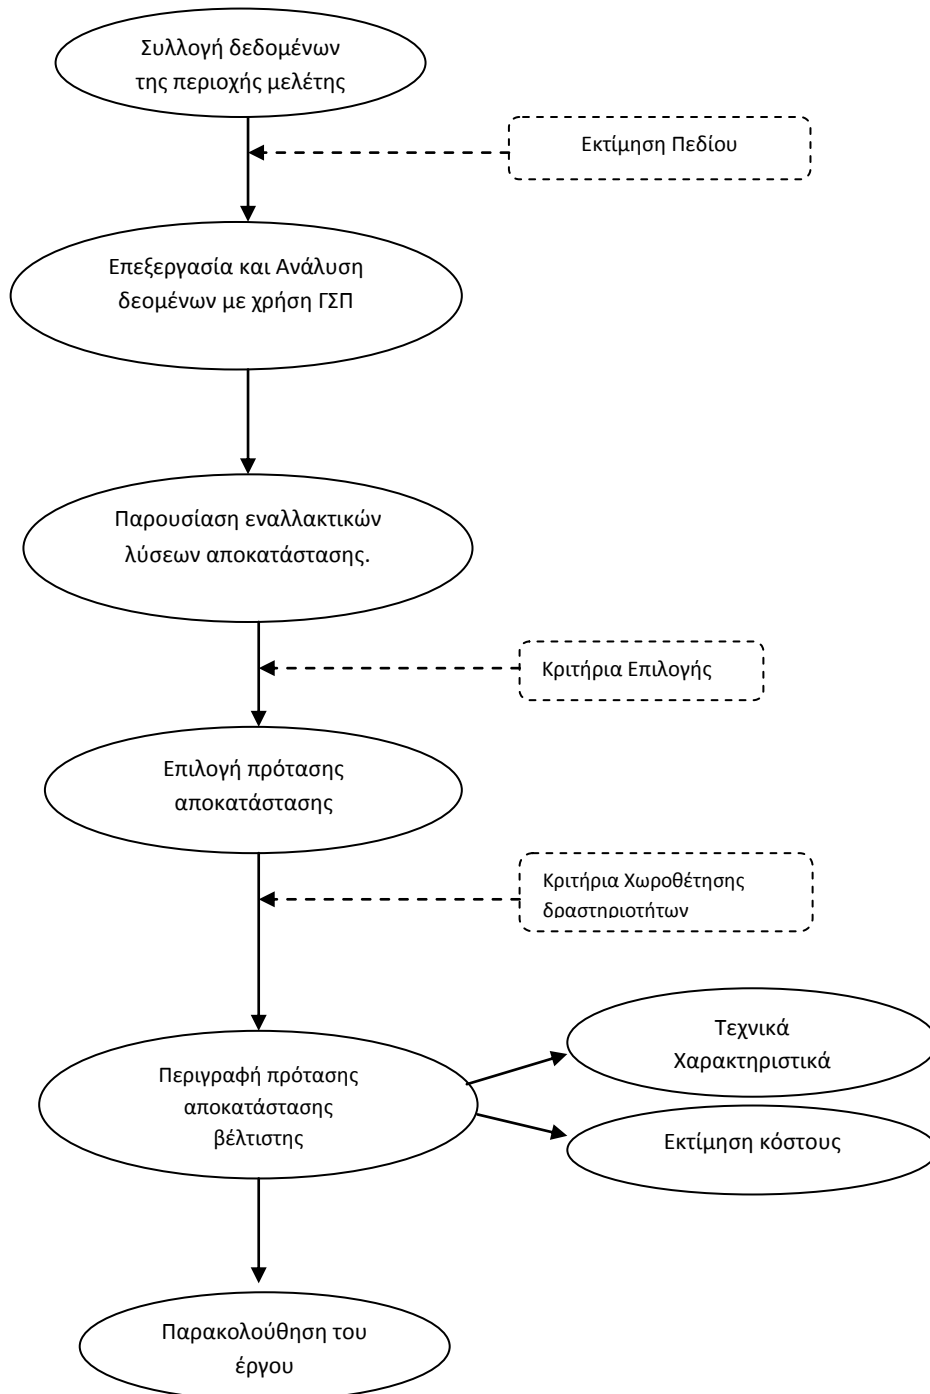 Συλλογή δεδομένων
της περιοχής μελέτης
Εκτίμηση Πεδίου
Επεξεργασία και Ανάλυση
δεομένων με χρήση ΓΣΠ
Παρουσίαση εναλλακτικών
λύσεων αποκατάστασης.
Κριτήρια Επιλογής
Επιλογή πρότασης
αποκατάστασης
Κριτήρια Χωροθέτησης
δραστηριοτήτων
Τεχνικά
Χαρακτηριστικά
Περιγραφή πρότασης
αποκατάστασης
βέλτιστης
Εκτίμηση κόστους
Παρακολούθηση του
έργου